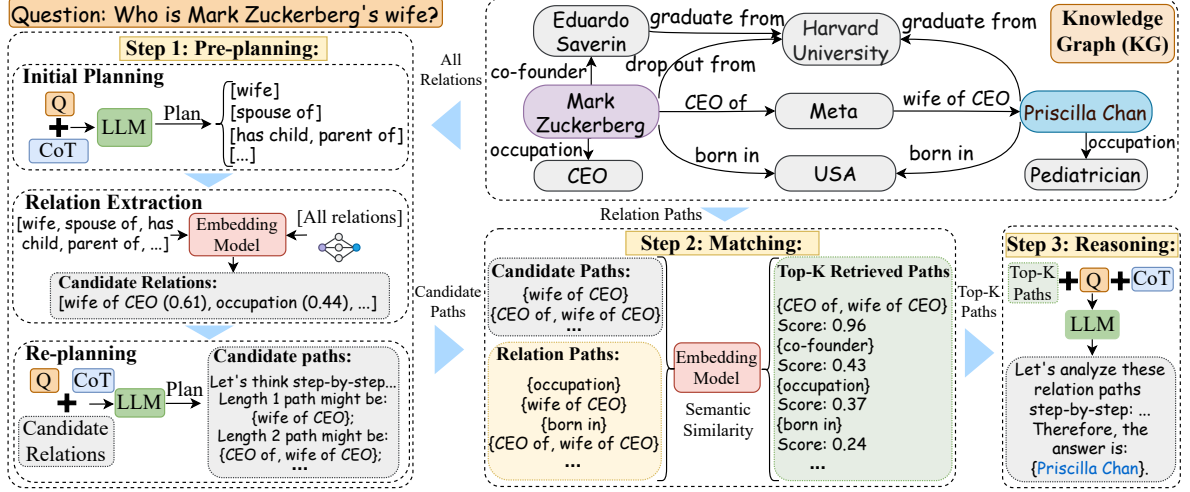 Question: Who is Mark Zuckerberg's wife?
Step 1: Pre-planning:
Initial Planning
Q
CoT
LLM
Plan
[wife]
[spouse of]
[has child, parent of]
[...]
Relation Extraction
[wife, spouse of, has
child, parent of, ...]
Embedding
Model
[All relations]
Candidate Relations:
[wife of CEO (0.61), occupation (0.44), ...]
Re-planning
Q
CoT
Candidate
Relations
LLM
Plan
Candidate paths:
Let's think step-by-step...
Length 1 path might be:
{wife of CEO};
Length 2 path might be:
{CEO of, wife of CEO};
...
All
Relations
Knowledge
Graph (KG)
Eduardo
Saverin
graduate from
Harvard
University
graduate from
co-founder
drop out from
Mark
Zuckerberg
CEO of
Meta
wife of CEO
Priscilla Chan
occupation
born in
born in
occupation
CEO
USA
Pediatrician
Relation Paths
Candidate
Paths
Step 2: Matching:
Candidate Paths:
{wife of CEO}
{CEO of, wife of CEO}
...
Relation Paths:
{occupation}
{wife of CEO}
{born in}
{CEO of, wife of CEO}
...
Embedding
Model
Semantic
Similarity
Top-K Retrieved Paths
{CEO of, wife of CEO}
Score: 0.96
{co-founder}
Score: 0.43
{occupation}
Score: 0.37
{born in}
Score: 0.24
...
Top-K
Paths
Step 3: Reasoning:
Top-K
Paths
Q
CoT
LLM
Let's analyze these
relation paths
step-by-step: ...
Therefore, the
answer is:
{Priscilla Chan}.